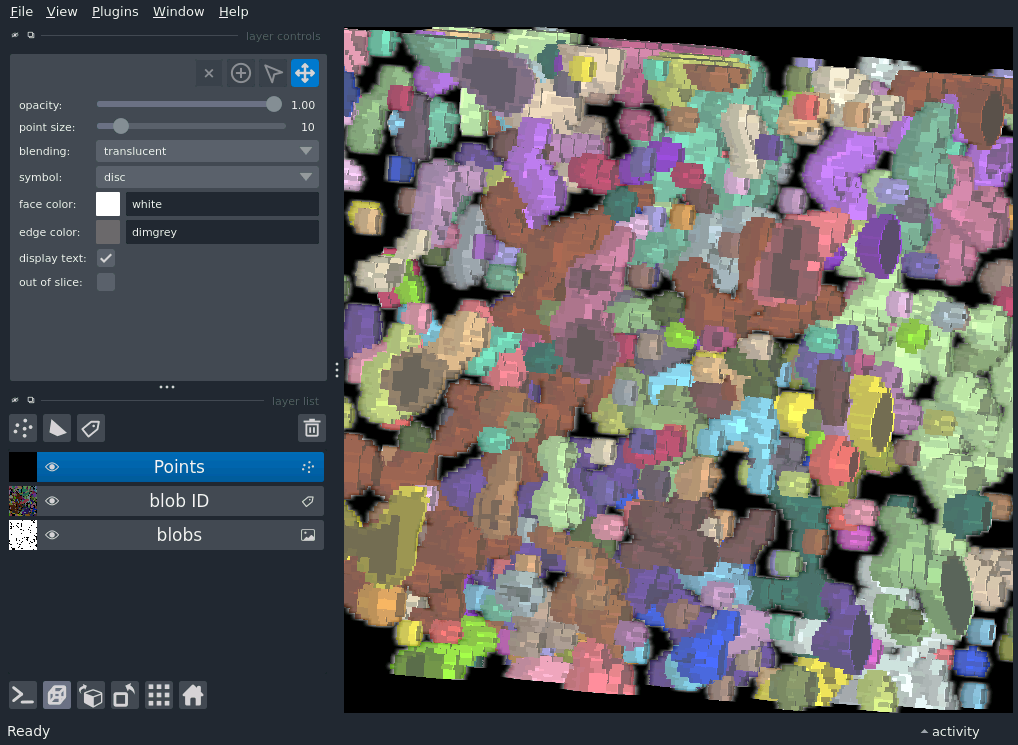 File View Plugins Window Help
layer controls
opacity: 1.00
point size: 10
blending: translucent
symbol: disc
face color: white
edge color: dimgrey
display text:
out of slice:
layer list
Points
blob ID
blobs
Ready activity